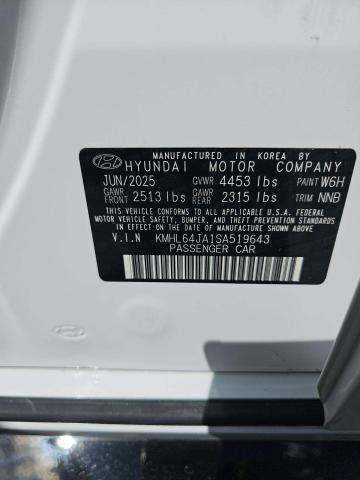 MANUFACTURED IN KOREA BY
HYUNDAI MOTOR COMPANY
JUN/2025 GVWR 4453 lbs PAINT W6H
GAWR FRONT 2513 lbs GAWR REAR 2315 lbs TRIM NNB
THIS VEHICLE CONFORMS TO ALL APPLICABLE U.S.A. FEDERAL
MOTOR VEHICLE SAFETY, BUMPER, AND THEFT PREVENTION
STANDARDS IN EFFECT ON THE DATE OF MANUFACTURE
SHOWN ABOVE.
V.I.N KMHL64JA1SA519643
PASSENGER CAR